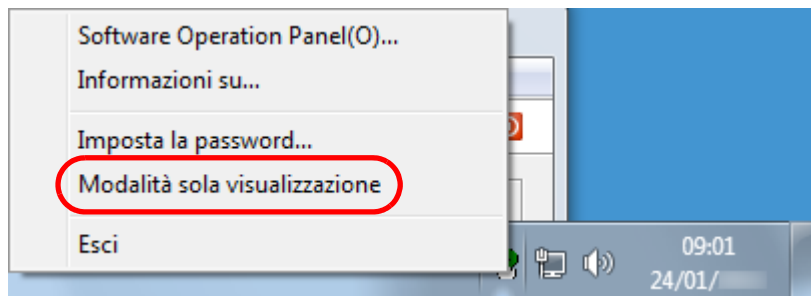 Software Operation Panel(O)...
Informazioni su...
Imposta la password...
Modalità sola visualizzazione
Esci
09:01
24/01/